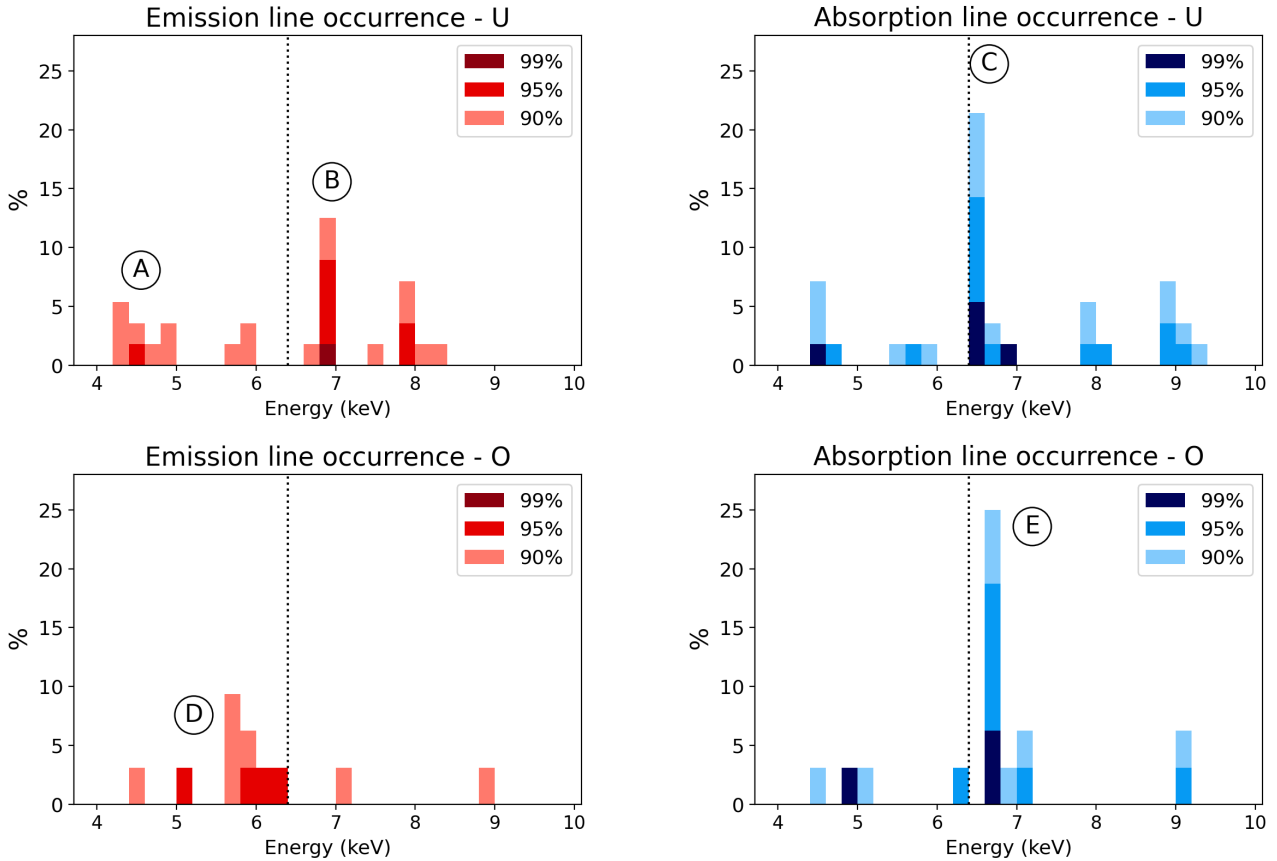 Emission line occurrence - U
25
20
15
10
5
0
%
A
B
99%
95%
90%
4 5 6 7 8 9 10
Energy (keV)
Absorption line occurrence - U
25
20
15
10
5
0
%
C
99%
95%
90%
4 5 6 7 8 9 10
Energy (keV)
Emission line occurrence - O
25
20
15
10
5
0
%
D
99%
95%
90%
4 5 6 7 8 9 10
Energy (keV)
Absorption line occurrence - O
25
20
15
10
5
0
%
E
99%
95%
90%
4 5 6 7 8 9 10
Energy (keV)